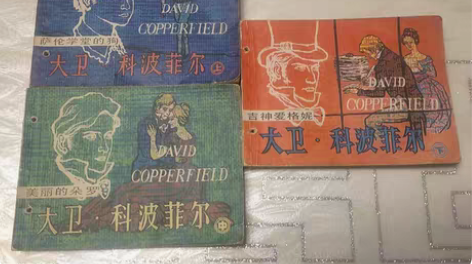 DAVID
COPPERFIELD
萨伦学堂的狗
大卫·科波菲尔 上
DAVID
COPPERFIELD
美丽的朵罗
大卫·科波菲尔 中
DAVID
COPPERFIELD
吉神爱格妮
大卫·科波菲尔 下